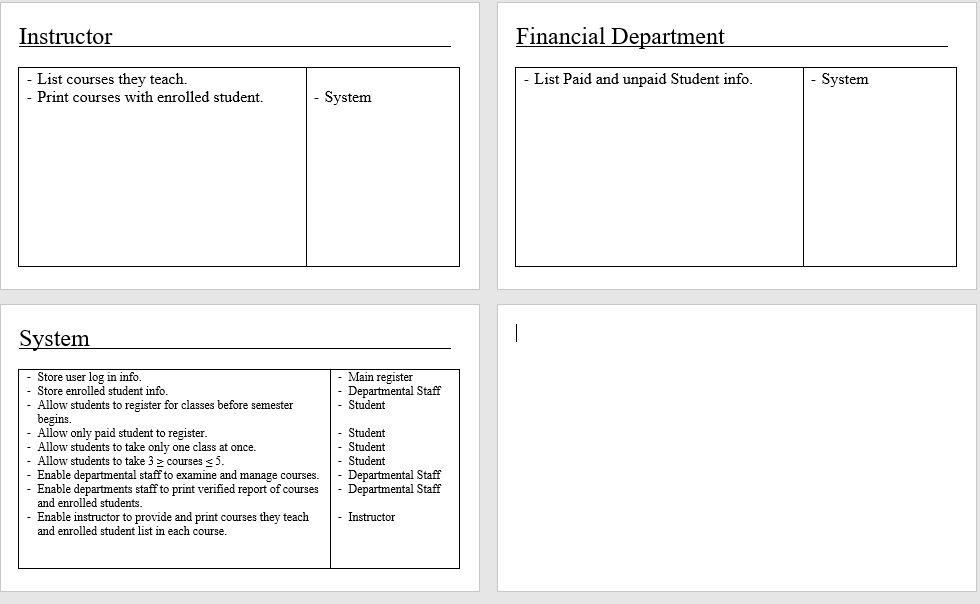 Instructor
- List courses they teach.
- Print courses with enrolled student.
- System
Financial Department
- List Paid and unpaid Student info.
- System
System
- Store user log in info.
- Store enrolled student info.
- Allow students to register for classes before semester
begins.
- Allow only paid student to register.
- Allow students to take only one class at once.
- Allow students to take 3 ≥ courses ≤ 5.
- Enable departmental staff to examine and manage courses.
- Enable departments staff to print verified report of courses
and enrolled students.
- Enable instructor to provide and print courses they teach
and enrolled student list in each course.
- Main register
- Departmental Staff
- Student
- Student
- Student
- Student
- Departmental Staff
- Departmental Staff
- Instructor